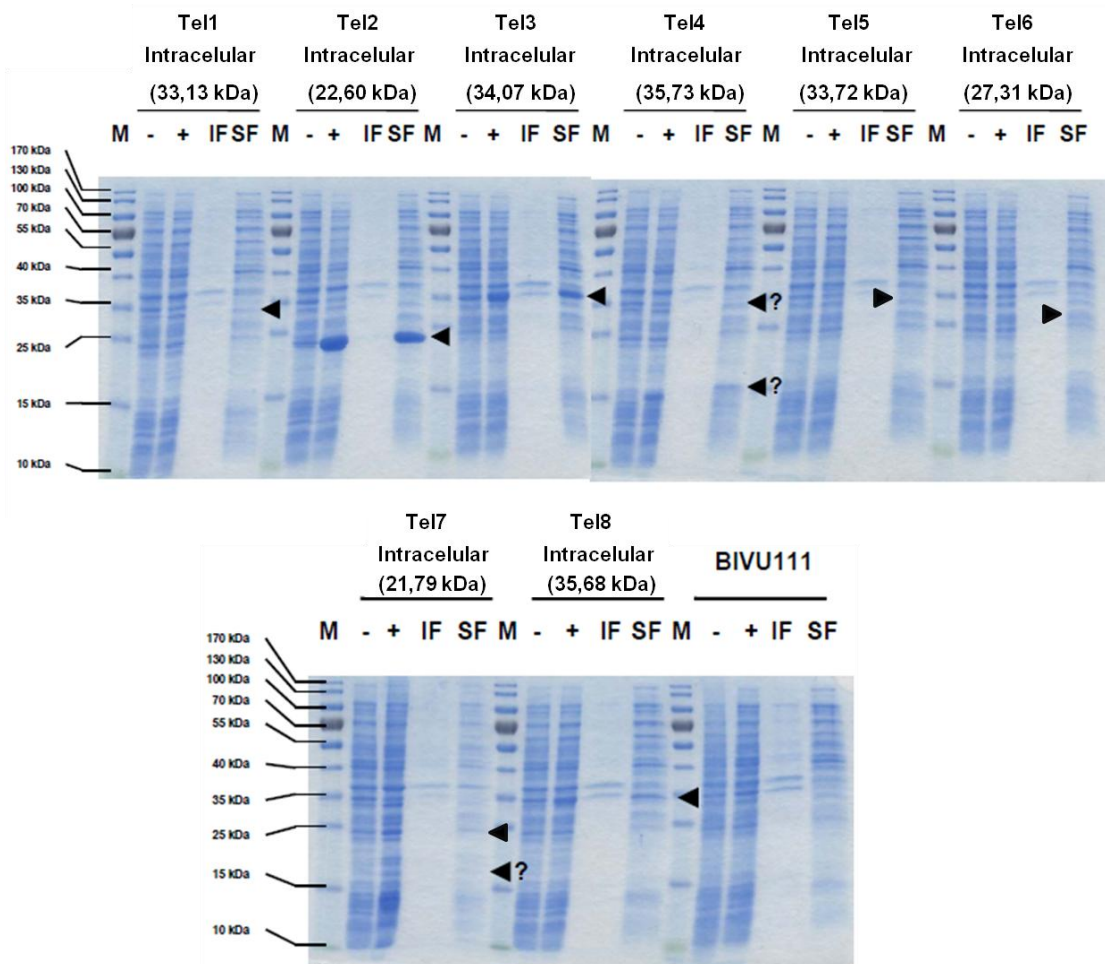 Tel1 Tel2 Tel3 Tel4 Tel5 Tel6
Intracelular Intracelular Intracelular Intracelular Intracelular Intracelular
(33,13 kDa) (22,60 kDa) (34,07 kDa) (35,73 kDa) (33,72 kDa) (27,31 kDa)
M - + IF SF M - + IF SF M - + IF SF - + IF SF M - + IF SF M - + IF SF
170 kDa
130 kDa
100 kDa
70 kDa
55 kDa
40 kDa
35 kDa
?
25 kDa
?
15 kDa
10 kDa
Tel7 Tel8
Intracelular Intracelular BIVU111
(21,79 kDa) (35,68 kDa)
M - + IF SF M - + IF SF M - + IF SF
170 kDa
130 kDa
100 kDa
70 kDa
55 kDa
40 kDa
35 kDa
25 kDa
15 kDa ?
10 kDa